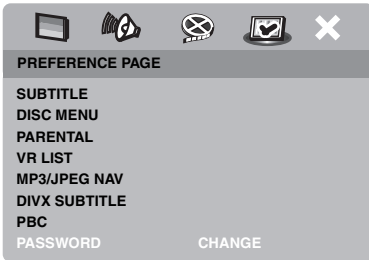 PREFERENCE PAGE
SUBTITLE
DISC MENU
PARENTAL
VR LIST
MP3/JPEG NAV
DIVX SUBTITLE
PBC
PASSWORD CHANGE